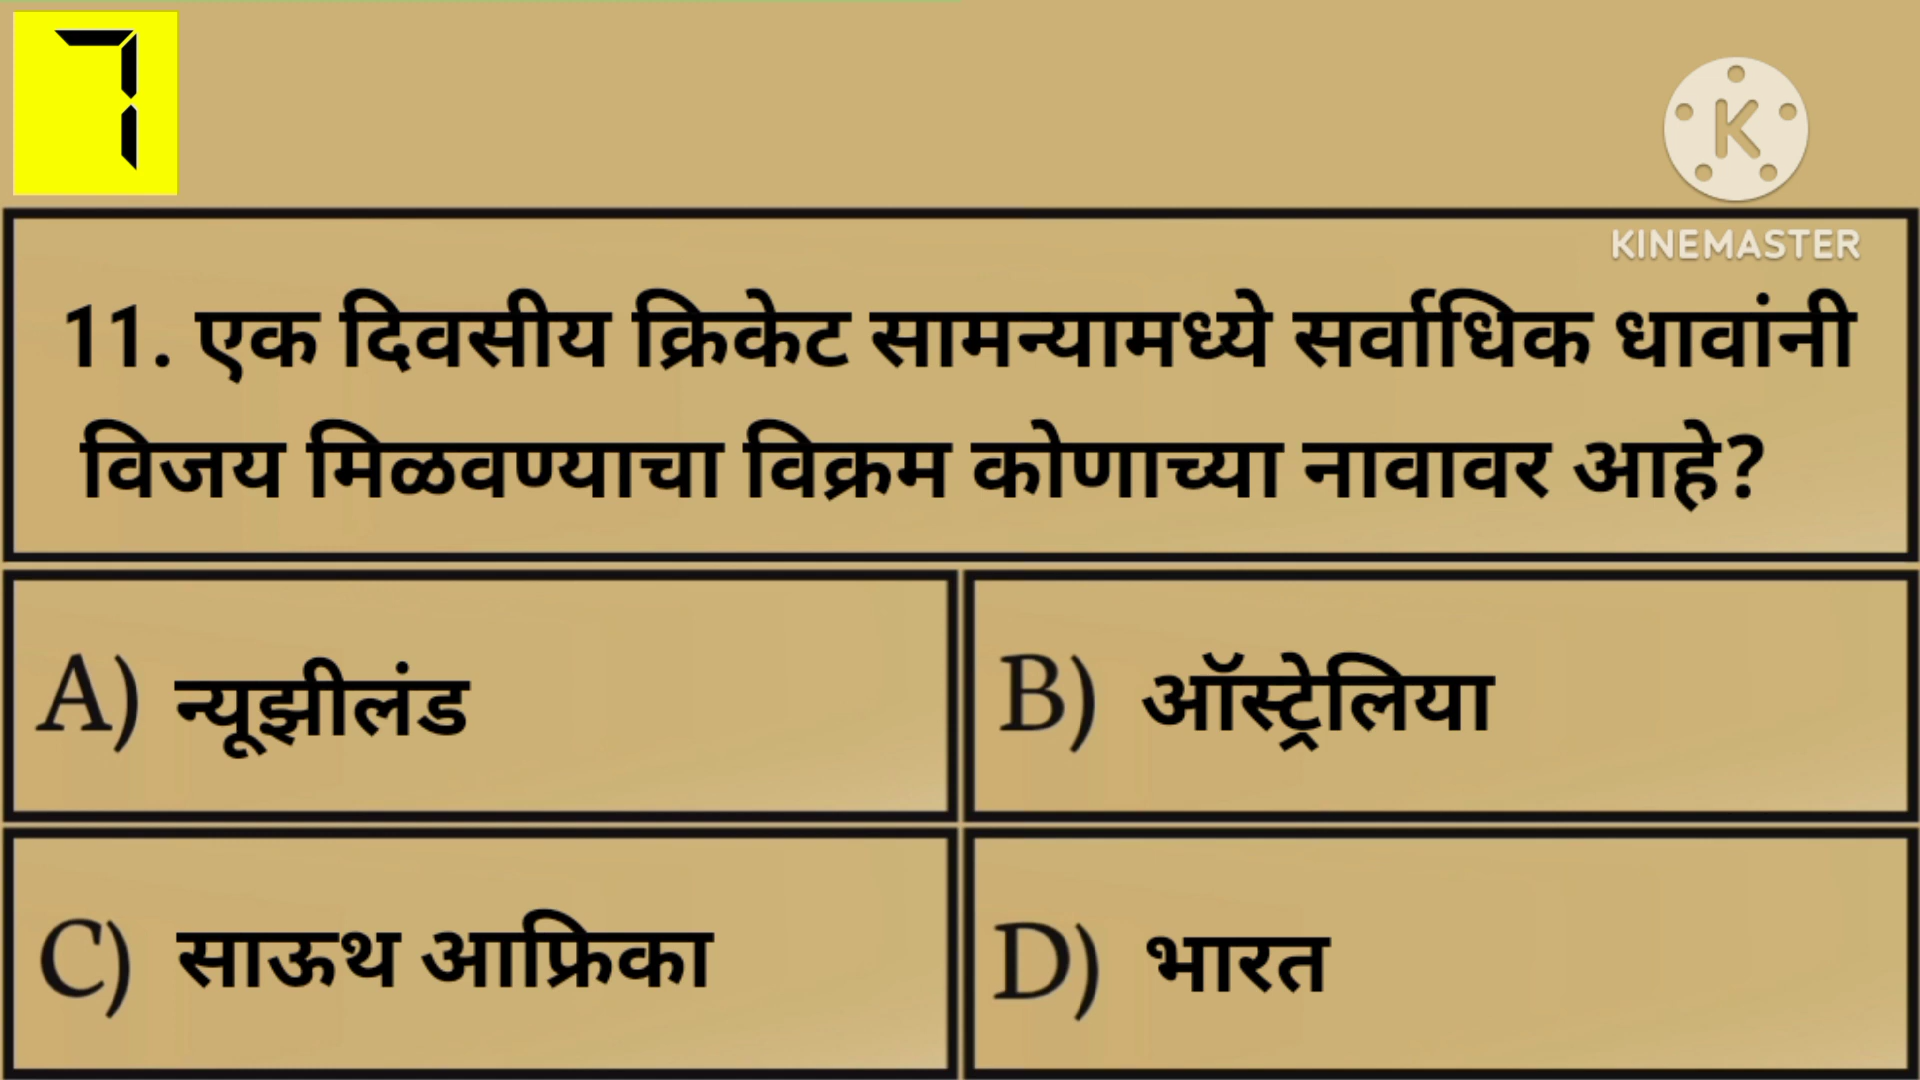 7
K
KINEMASTER
11. एक दिवसीय क्रिकेट सामन्यामध्ये सर्वाधिक धावांनी
विजय मिळवण्याचा विक्रम कोणाच्या नावावर आहे?
A) न्यूझीलंड
B) ऑस्ट्रेलिया
C) साऊथ आफ्रिका
D) भारत